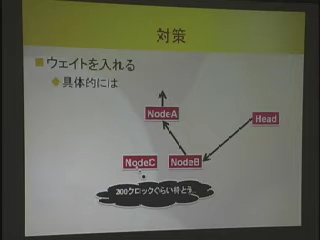 対策
ウェイトを入れる
具体的には
NodeA
Head
NodeC
NodeB
200クロックぐらい待とう